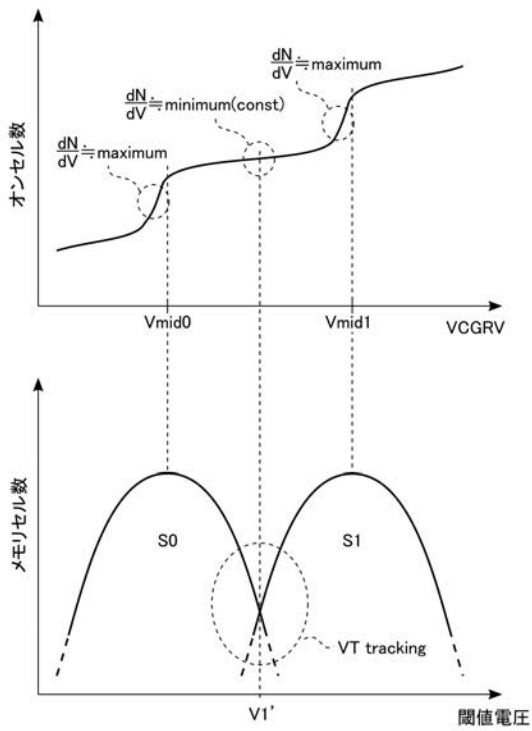 オンセル数
dN/dV≒maximum
dN/dV≒minimum(const)
dN/dV≒maximum
Vmid0
Vmid1
VCGRV
メモリセル数
S0
S1
VT tracking
V1'
閾値電圧